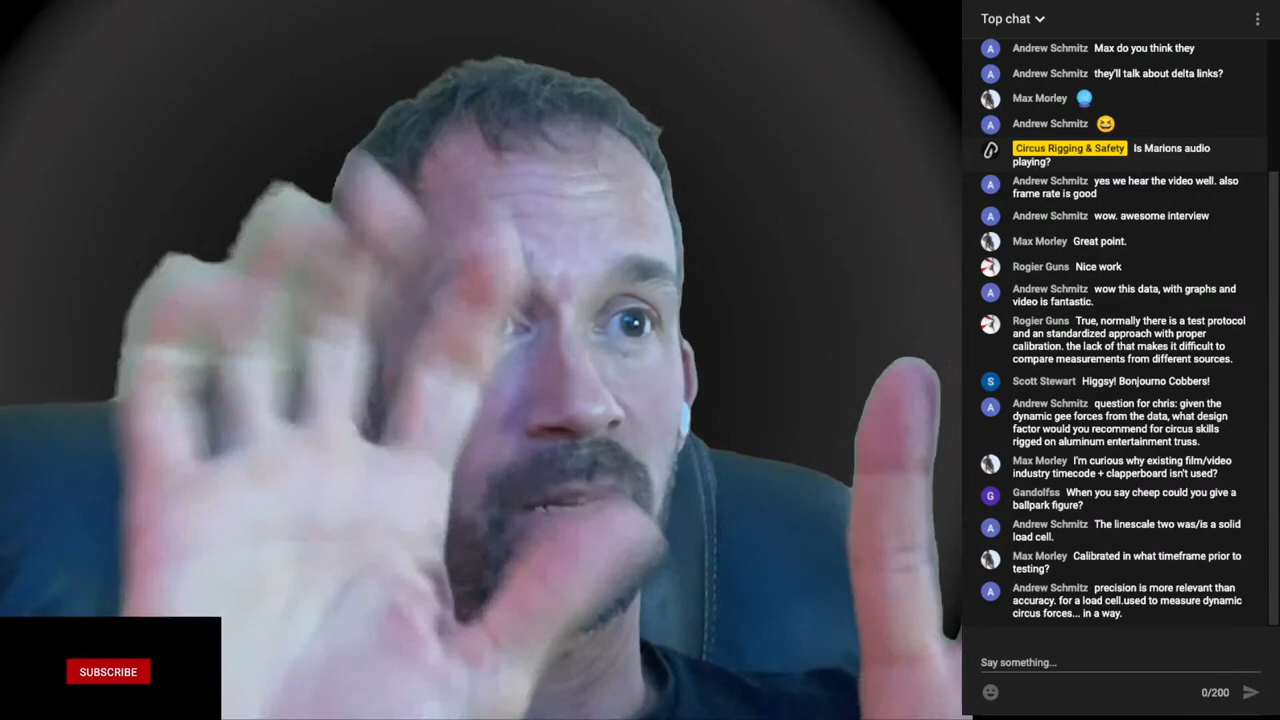 Top chat
Andrew Schmitz Max do you think they
Andrew Schmitz they'll talk about delta links?
Max Morley
Andrew Schmitz
Circus Rigging & Safety Is Marions audio
playing?
Andrew Schmitz yes we hear the video well. also
frame rate is good
Andrew Schmitz wow. awesome interview
Max Morley Great point.
Rogier Guns Nice work
Andrew Schmitz wow this data, with graphs and
video is fantastic.
Rogier Guns True, normally there is a test protocol
and an standardized approach with proper
calibration. the lack of that makes it difficult to
compare measurements from different sources.
S Scott Stewart Higgsy! Bonjourno Cobbers!
A Andrew Schmitz question for chris: given the
dynamic gee forces from the data, what design
factor would you recommend for circus skills
rigged on aluminum entertainment truss.
Max Morley I'm curious why existing film/video
industry timecode + clapperboard isn't used?
G Gandolfss When you say cheep could you give a
ballpark figure?
A Andrew Schmitz The linescale two was/is a solid
load cell.
Max Morley Calibrated in what timeframe prior to
testing?
A Andrew Schmitz precision is more relevant than
accuracy. for a load cell.used to measure dynamic
circus forces... in a way.
Say something...
0/200
SUBSCRIBE